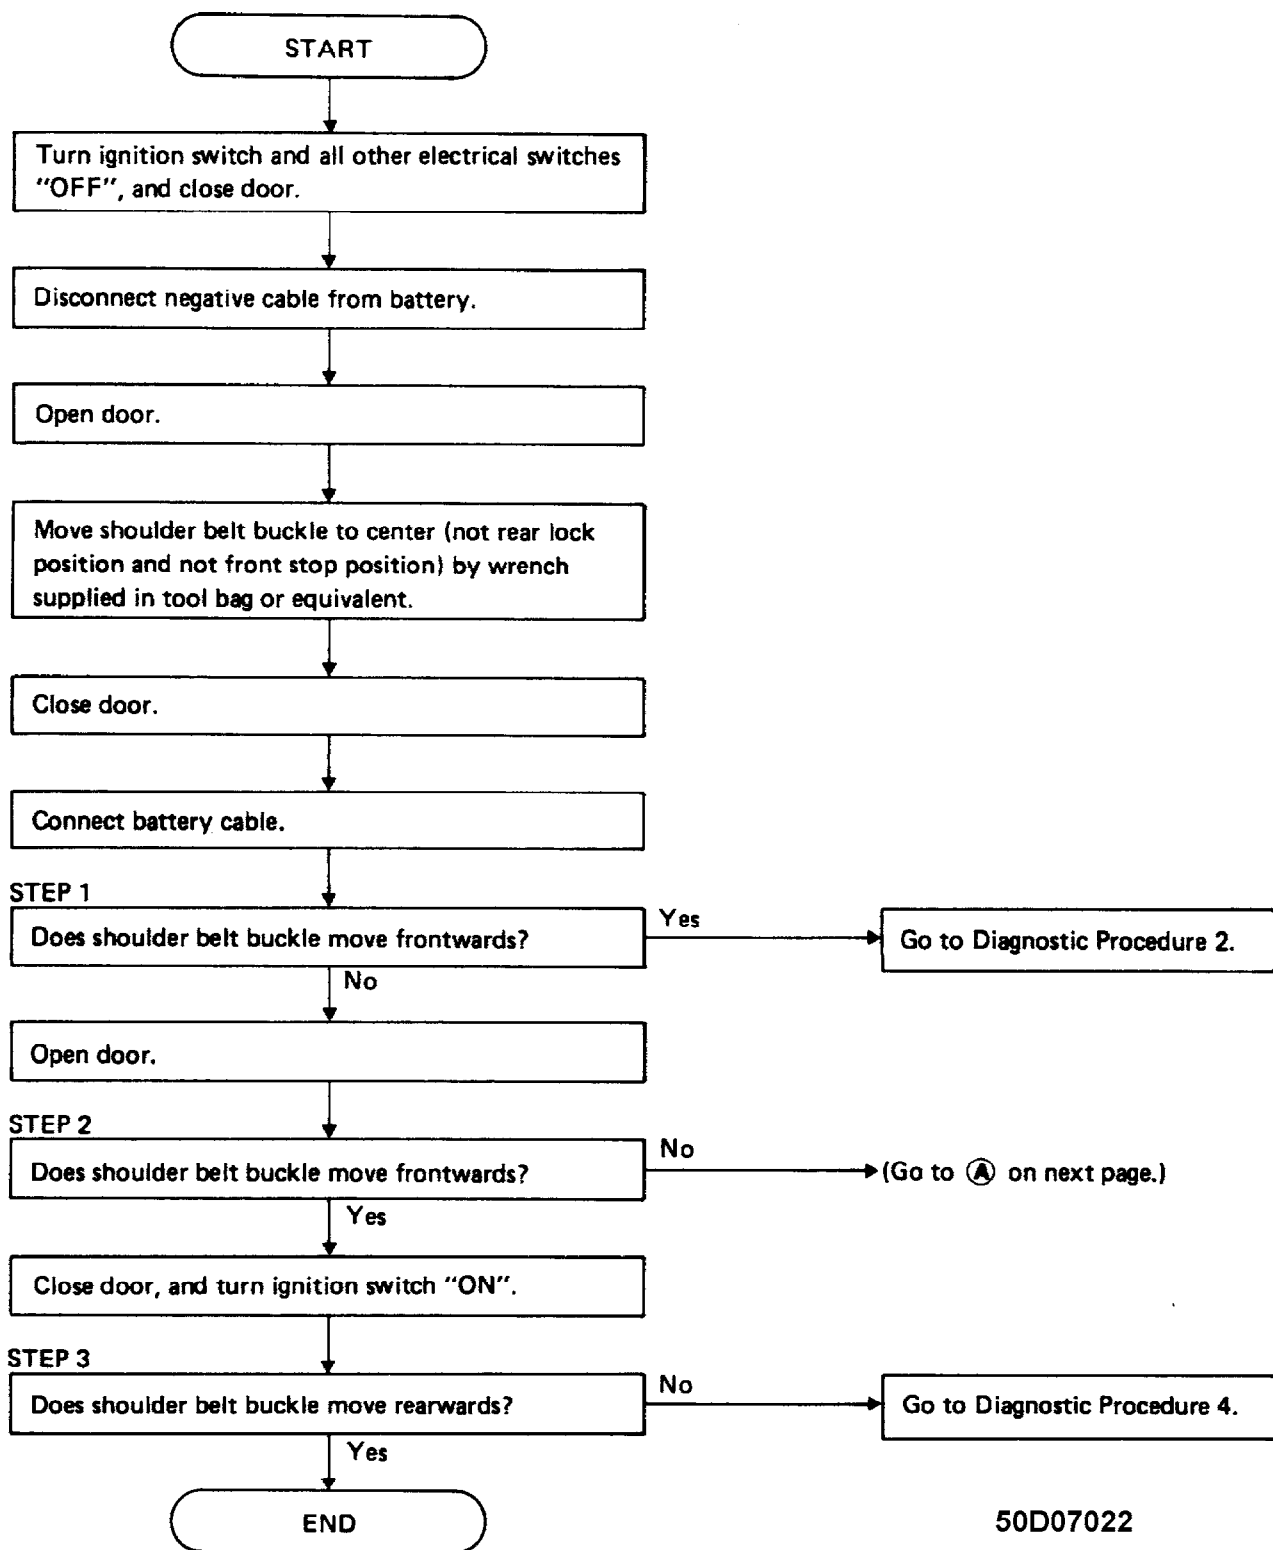 START
Turn ignition switch and all other electrical switches
"OFF", and close door.
Disconnect negative cable from battery.
Open door.
Move shoulder belt buckle to center (not rear lock
position and not front stop position) by wrench
supplied in tool bag or equivalent.
Close door.
Connect battery cable.
STEP 1
Does shoulder belt buckle move frontwards?
Yes
Go to Diagnostic Procedure 2.
No
Open door.
STEP 2
Does shoulder belt buckle move frontwards?
No
(Go to Ⓐ on next page.)
Yes
Close door, and turn ignition switch "ON".
STEP 3
Does shoulder belt buckle move rearwards?
No
Go to Diagnostic Procedure 4.
Yes
END
50D07022